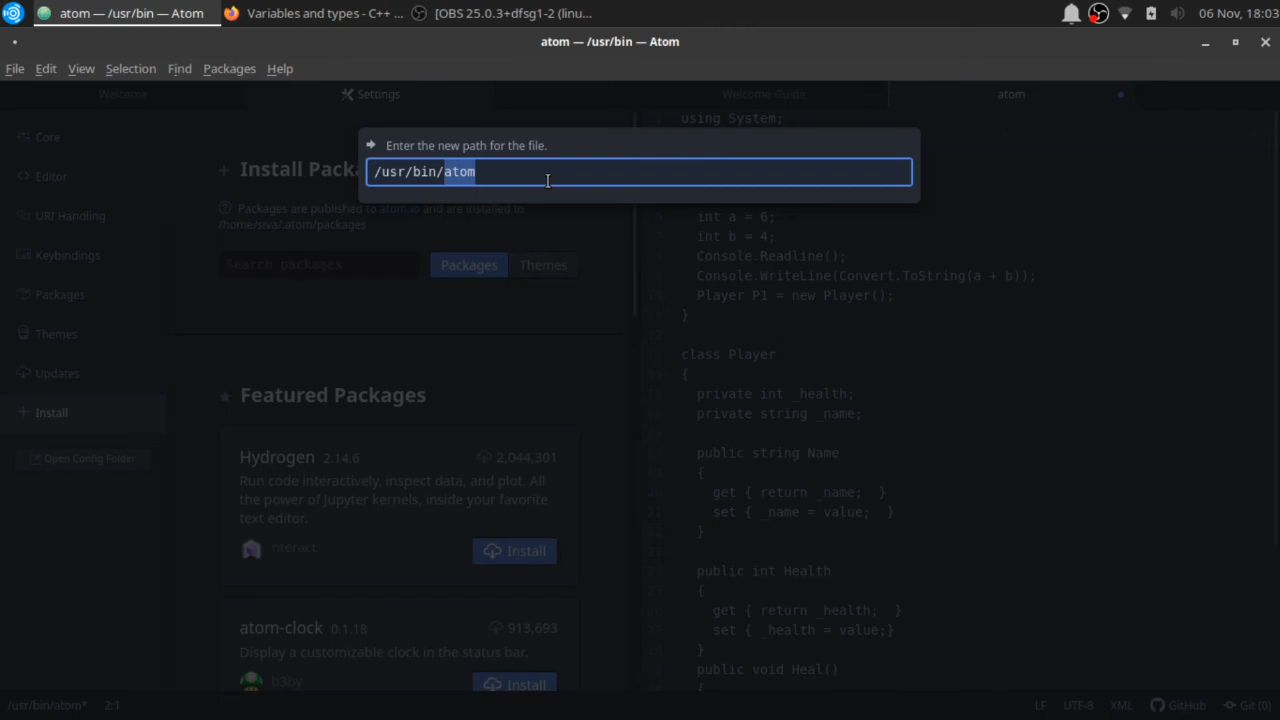 atom — /usr/bin — Atom
Variables and types - C++ ...
[OBS 25.0.3+dfsg1-2 (linu...
06 Nov, 18:03
atom — /usr/bin — Atom
File Edit View Selection Find Packages Help
Welcome
Settings
Welcome Guide
atom
Enter the new path for the file.
/usr/bin/atom
Core
Editor
URI Handling
Keybindings
Packages
Themes
Updates
Install
Open Config Folder
Install Pack
Packages are published to atom.io and are installed to
/home/siva/.atom/packages
Search packages
Packages
Themes
Featured Packages
Hydrogen 2.14.6
2,044,301
Run code interactively, inspect data, and plot. All
the power of Jupyter kernels, inside your favorite
text editor.
nteract
Install
atom-clock 0.1.18
913,693
Display a customizable clock in the status bar.
b3by
Install
using System;
int a = 6;
int b = 4;
Console.Readline();
Console.WriteLine(Convert.ToString(a + b));
Player P1 = new Player();
}
class Player
{
private int _health;
private string _name;
public string Name
{
get { return _name; }
set { _name = value; }
}
public int Health
{
get { return _health; }
set { _health = value;}
}
public void Heal()
{
/usr/bin/atom*
2:1
LF
UTF-8
XML
GitHub
Git (0)